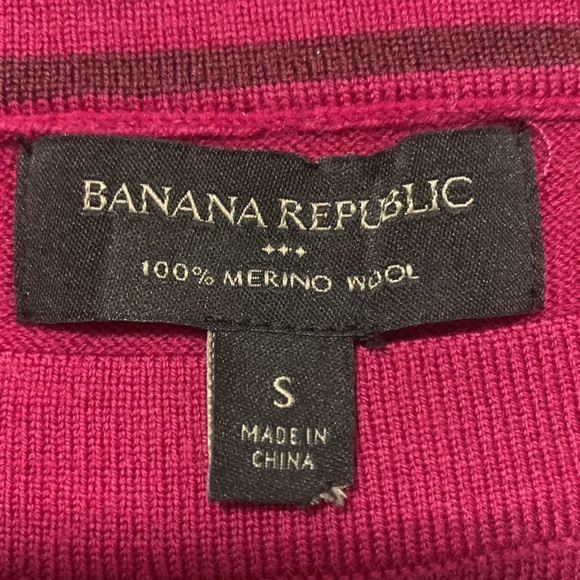 BANANA REPUBLIC
100% MERINO WOOL
S
MADE IN
CHINA